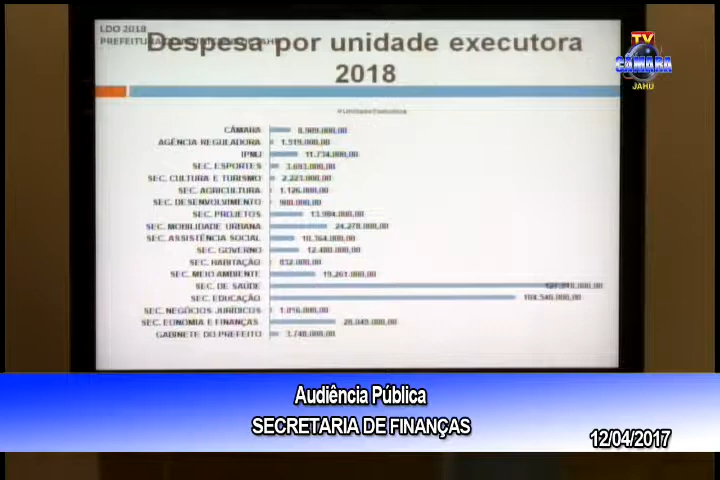 LDO 2018
PREFEITURA
Despesa por unidade executora
2018
TV
CÂMARA
JAHU
CÂMARA 8.989.000,00
AGÊNCIA REGULADORA 1.919.000,00
IPMJ 11.734.000,00
SEC. ESPORTES 3.693.000,00
SEC. CULTURA E TURISMO 2.223.000,00
SEC. AGRICULTURA 1.126.000,00
SEC. DESENVOLVIMENTO 900.000,00
SEC. PROJETOS 13.984.000,00
SEC. MOBILIDADE URBANA 24.278.000,00
SEC. ASSISTÊNCIA SOCIAL 10.364.000,00
SEC. GOVERNO 12.400.000,00
SEC. HABITAÇÃO 832.000,00
SEC. MEIO AMBIENTE 19.261.000,00
SEC. DE SAÚDE
SEC. EDUCAÇÃO 104.540.000,00
SEC. NEGÓCIOS JURÍDICOS 1.016.000,00
SEC. ECONOMIA E FINANÇAS 28.049.000,00
GABINETE DO PREFEITO 3.740.000,00
Audiência Pública
SECRETARIA DE FINANÇAS
12/04/2017